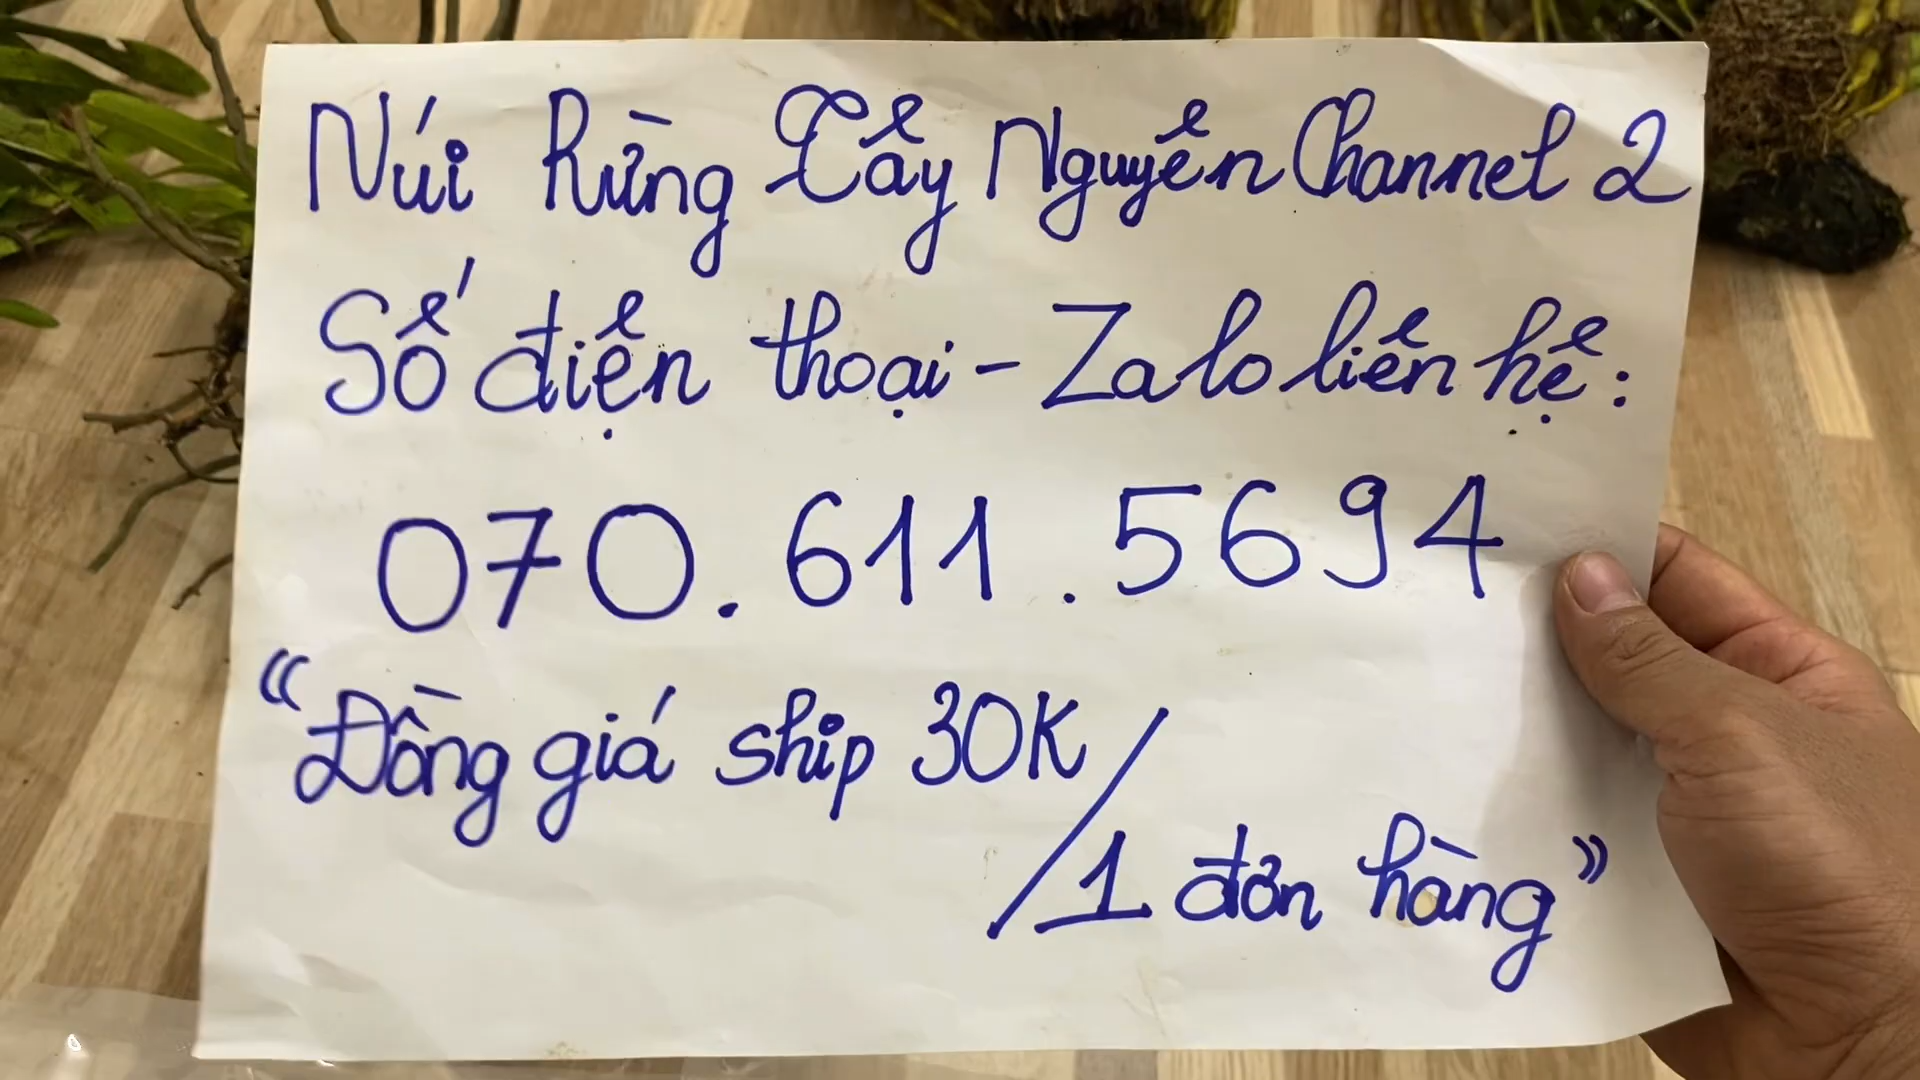 Núi Rừng Tây Nguyên Channel 2
Số điện thoại - Zalo liên hệ:
070.611.5694
"Đồng giá ship 30K/1 đơn hàng"